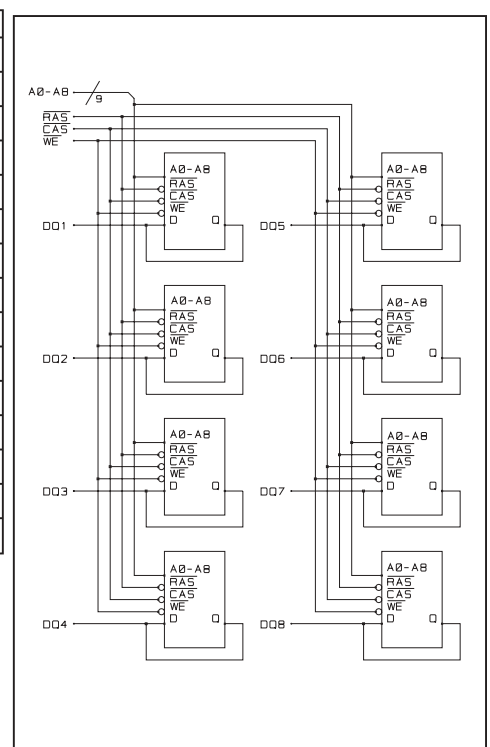 A0-A8
9
RAS
CAS
WE
A0-A8
RAS
CAS
WE
DQ1 D Q
A0-A8
RAS
CAS
WE
DQ5 D Q
A0-A8
RAS
CAS
WE
DQ2 D Q
A0-A8
RAS
CAS
WE
DQ6 D Q
A0-A8
RAS
CAS
WE
DQ3 D Q
A0-A8
RAS
CAS
WE
DQ7 D Q
A0-A8
RAS
CAS
WE
DQ4 D Q
A0-A8
RAS
CAS
WE
DQ8 D Q